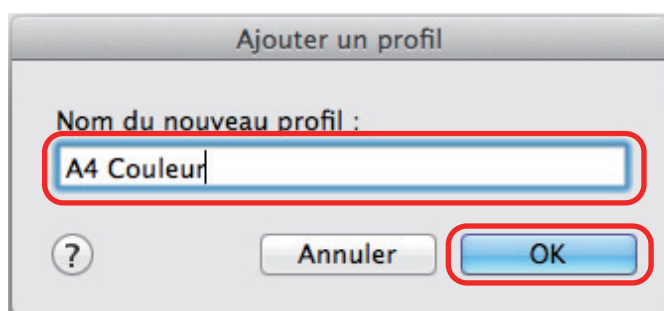 Ajouter un profil
Nom du nouveau profil :
A4 Couleur
? Annuler OK